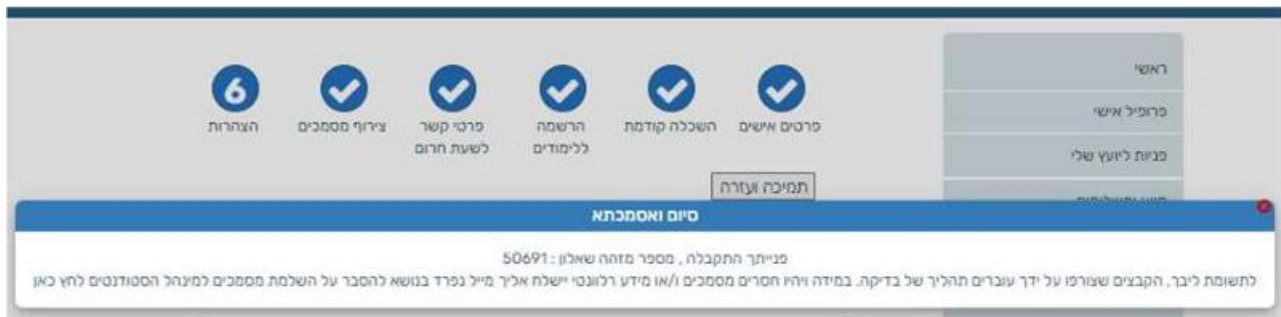 ראשי
פרופיל אישי
פניות ליועץ שלי
פרטים אישים
השכלה קודמת
הרשמה
ללימודים
פרטי קשר
לשעת חרום
צירוף מסמכים
6
הצהרות
תמיכה ועזרה
סיום ואסמכתא
פנייתך התקבלה , מספר מזהה שאלון : 50691
לתשומת ליבך , הקבצים שצורפו על ידך עוברים תהליך של בדיקה. במידה ויהיו חסרים מסמכים ו/או מידע רלוונטי יישלח אליך מייל נפרד בנושא להסבר על השלמת מסמכים למינהל הסטודנטים לחץ כאן